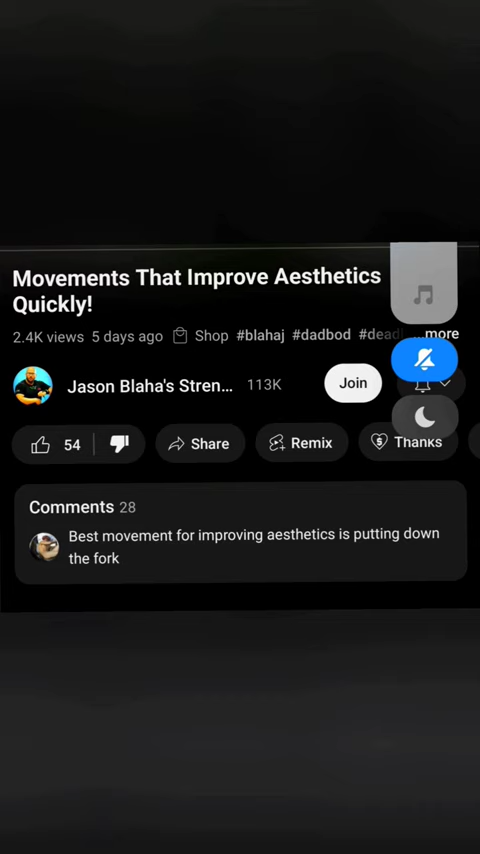 Movements That Improve Aesthetics
Quickly!
2.4K views 5 days ago Shop #blahaj #dadbod #dead ...more
Jason Blaha's Stren... 113K Join
54 Share Remix Thanks
Comments 28
Best movement for improving aesthetics is putting down
the fork